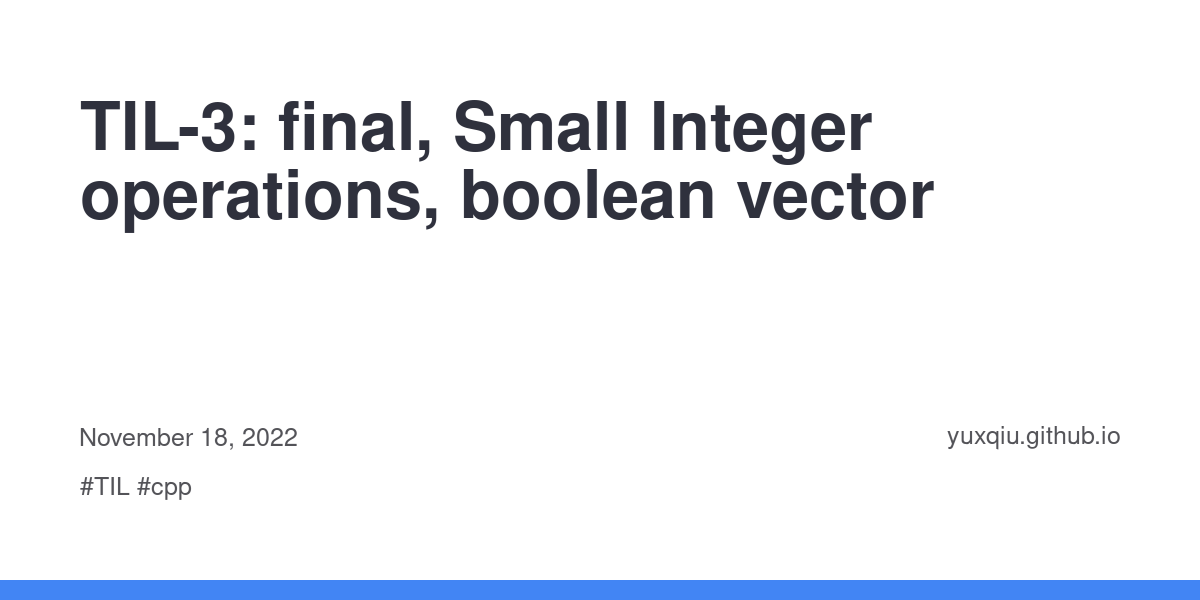 TIL-3: final, Small Integer
operations, boolean vector
November 18, 2022
yuxqiu.github.io
#TIL #cpp